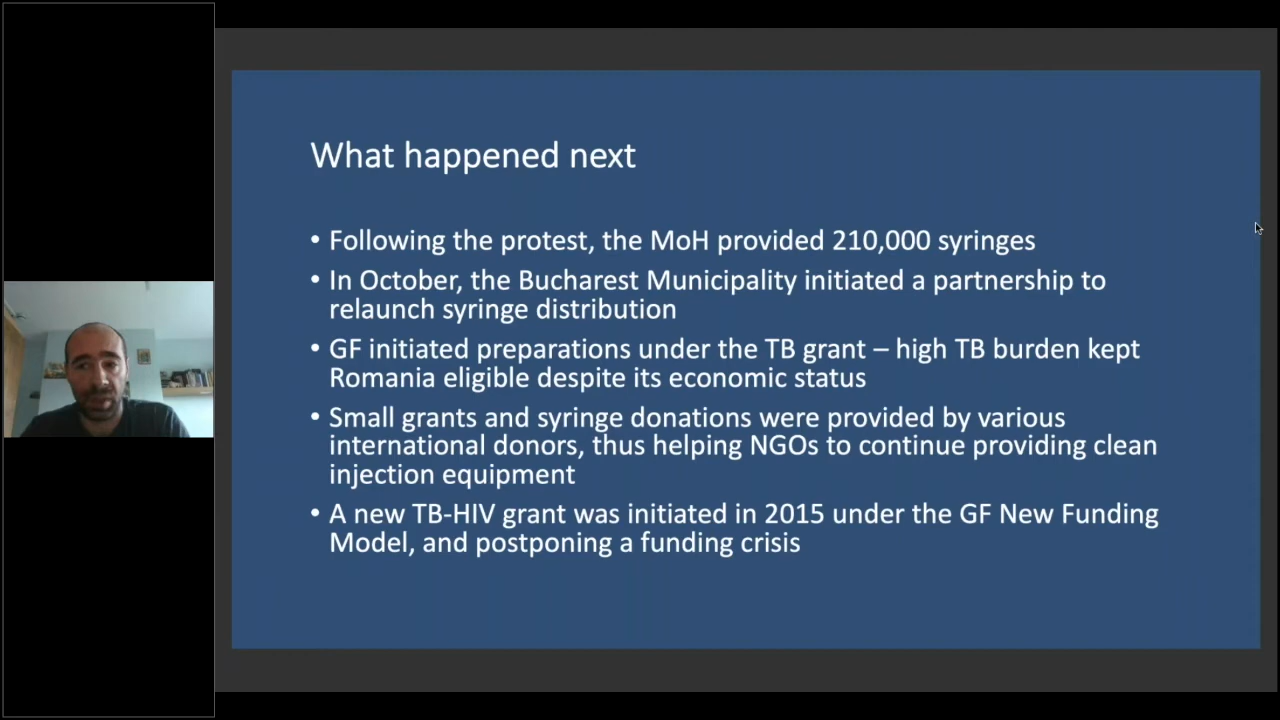 What happened next
• Following the protest, the MoH provided 210,000 syringes
• In October, the Bucharest Municipality initiated a partnership to
relaunch syringe distribution
• GF initiated preparations under the TB grant – high TB burden kept
Romania eligible despite its economic status
• Small grants and syringe donations were provided by various
international donors, thus helping NGOs to continue providing clean
injection equipment
• A new TB-HIV grant was initiated in 2015 under the GF New Funding
Model, and postponing a funding crisis